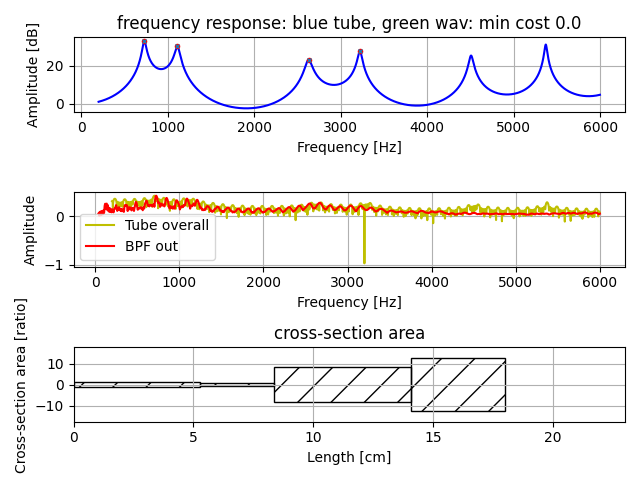 frequency response: blue tube, green wav: min cost 0.0
Amplitude [dB]
20
0
0
1000
2000
3000
4000
5000
6000
Frequency [Hz]
Amplitude
0
−1
Tube overall
BPF out
0
1000
2000
3000
4000
5000
6000
Frequency [Hz]
cross-section area
Cross-section area [ratio]
10
0
−10
0
5
10
15
20
Length [cm]